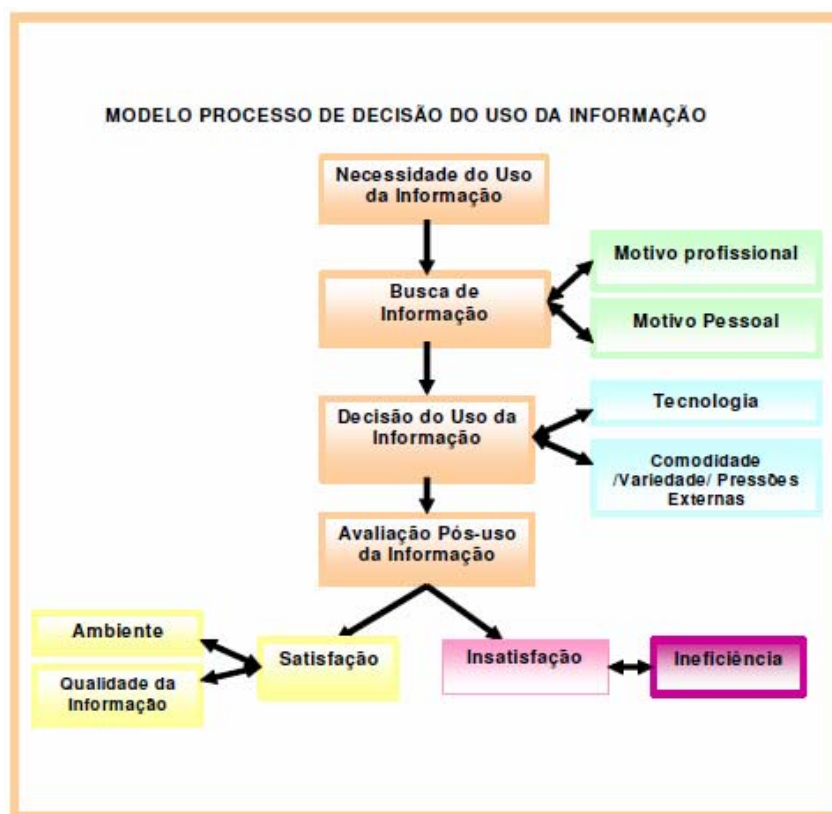 MODELO PROCESSO DE DECISÃO DO USO DA INFORMAÇÃO
Necessidade do Uso
da Informação
Busca de
Informação
Motivo profissional
Motivo Pessoal
Decisão do Uso da
Informação
Tecnologia
Comodidade
/Variedade/ Pressões
Externas
Avaliação Pós-uso
da Informação
Ambiente
Qualidade da
Informação
Satisfação
Insatisfação
Ineficiência